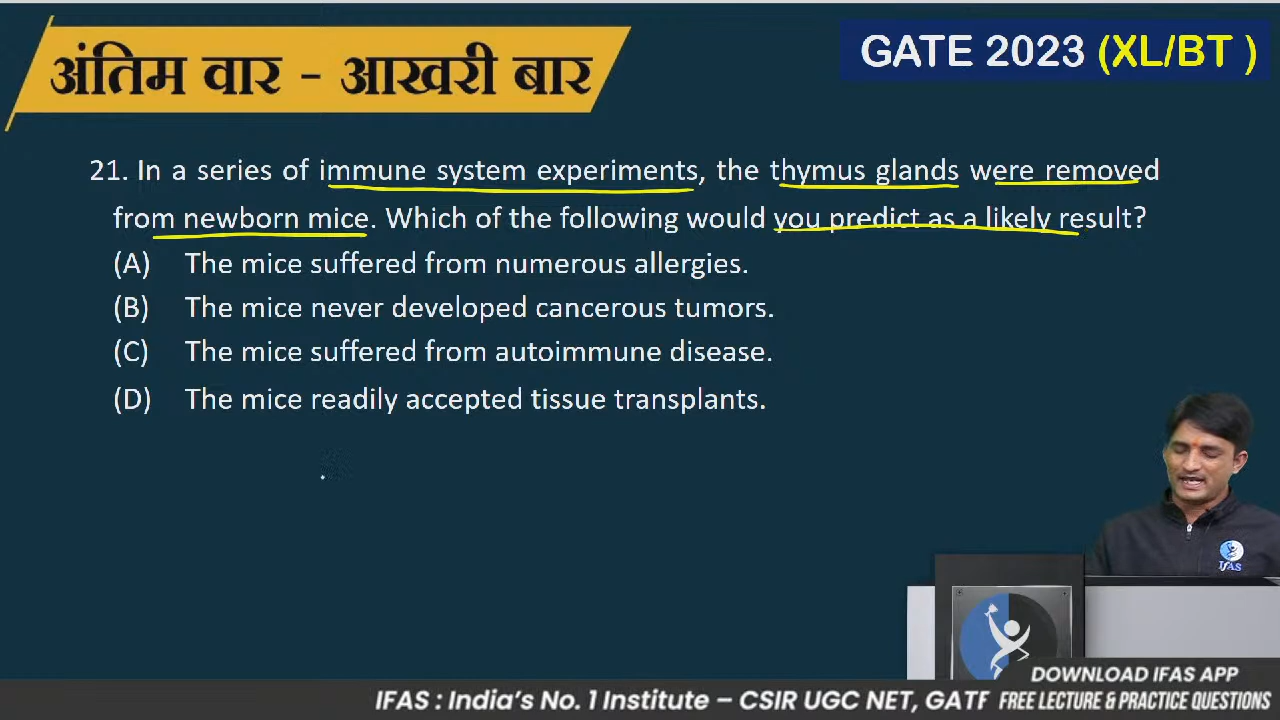 अंतिम वार - आखरी बार
GATE 2023 (XL/BT )
21. In a series of immune system experiments, the thymus glands were removed
from newborn mice. Which of the following would you predict as a likely result?
(A) The mice suffered from numerous allergies.
(B) The mice never developed cancerous tumors.
(C) The mice suffered from autoimmune disease.
(D) The mice readily accepted tissue transplants.
IFAS
DOWNLOAD IFAS APP
IFAS : India's No. 1 Institute – CSIR UGC NET, GATF
FREE LECTURE & PRACTICE QUESTIONS